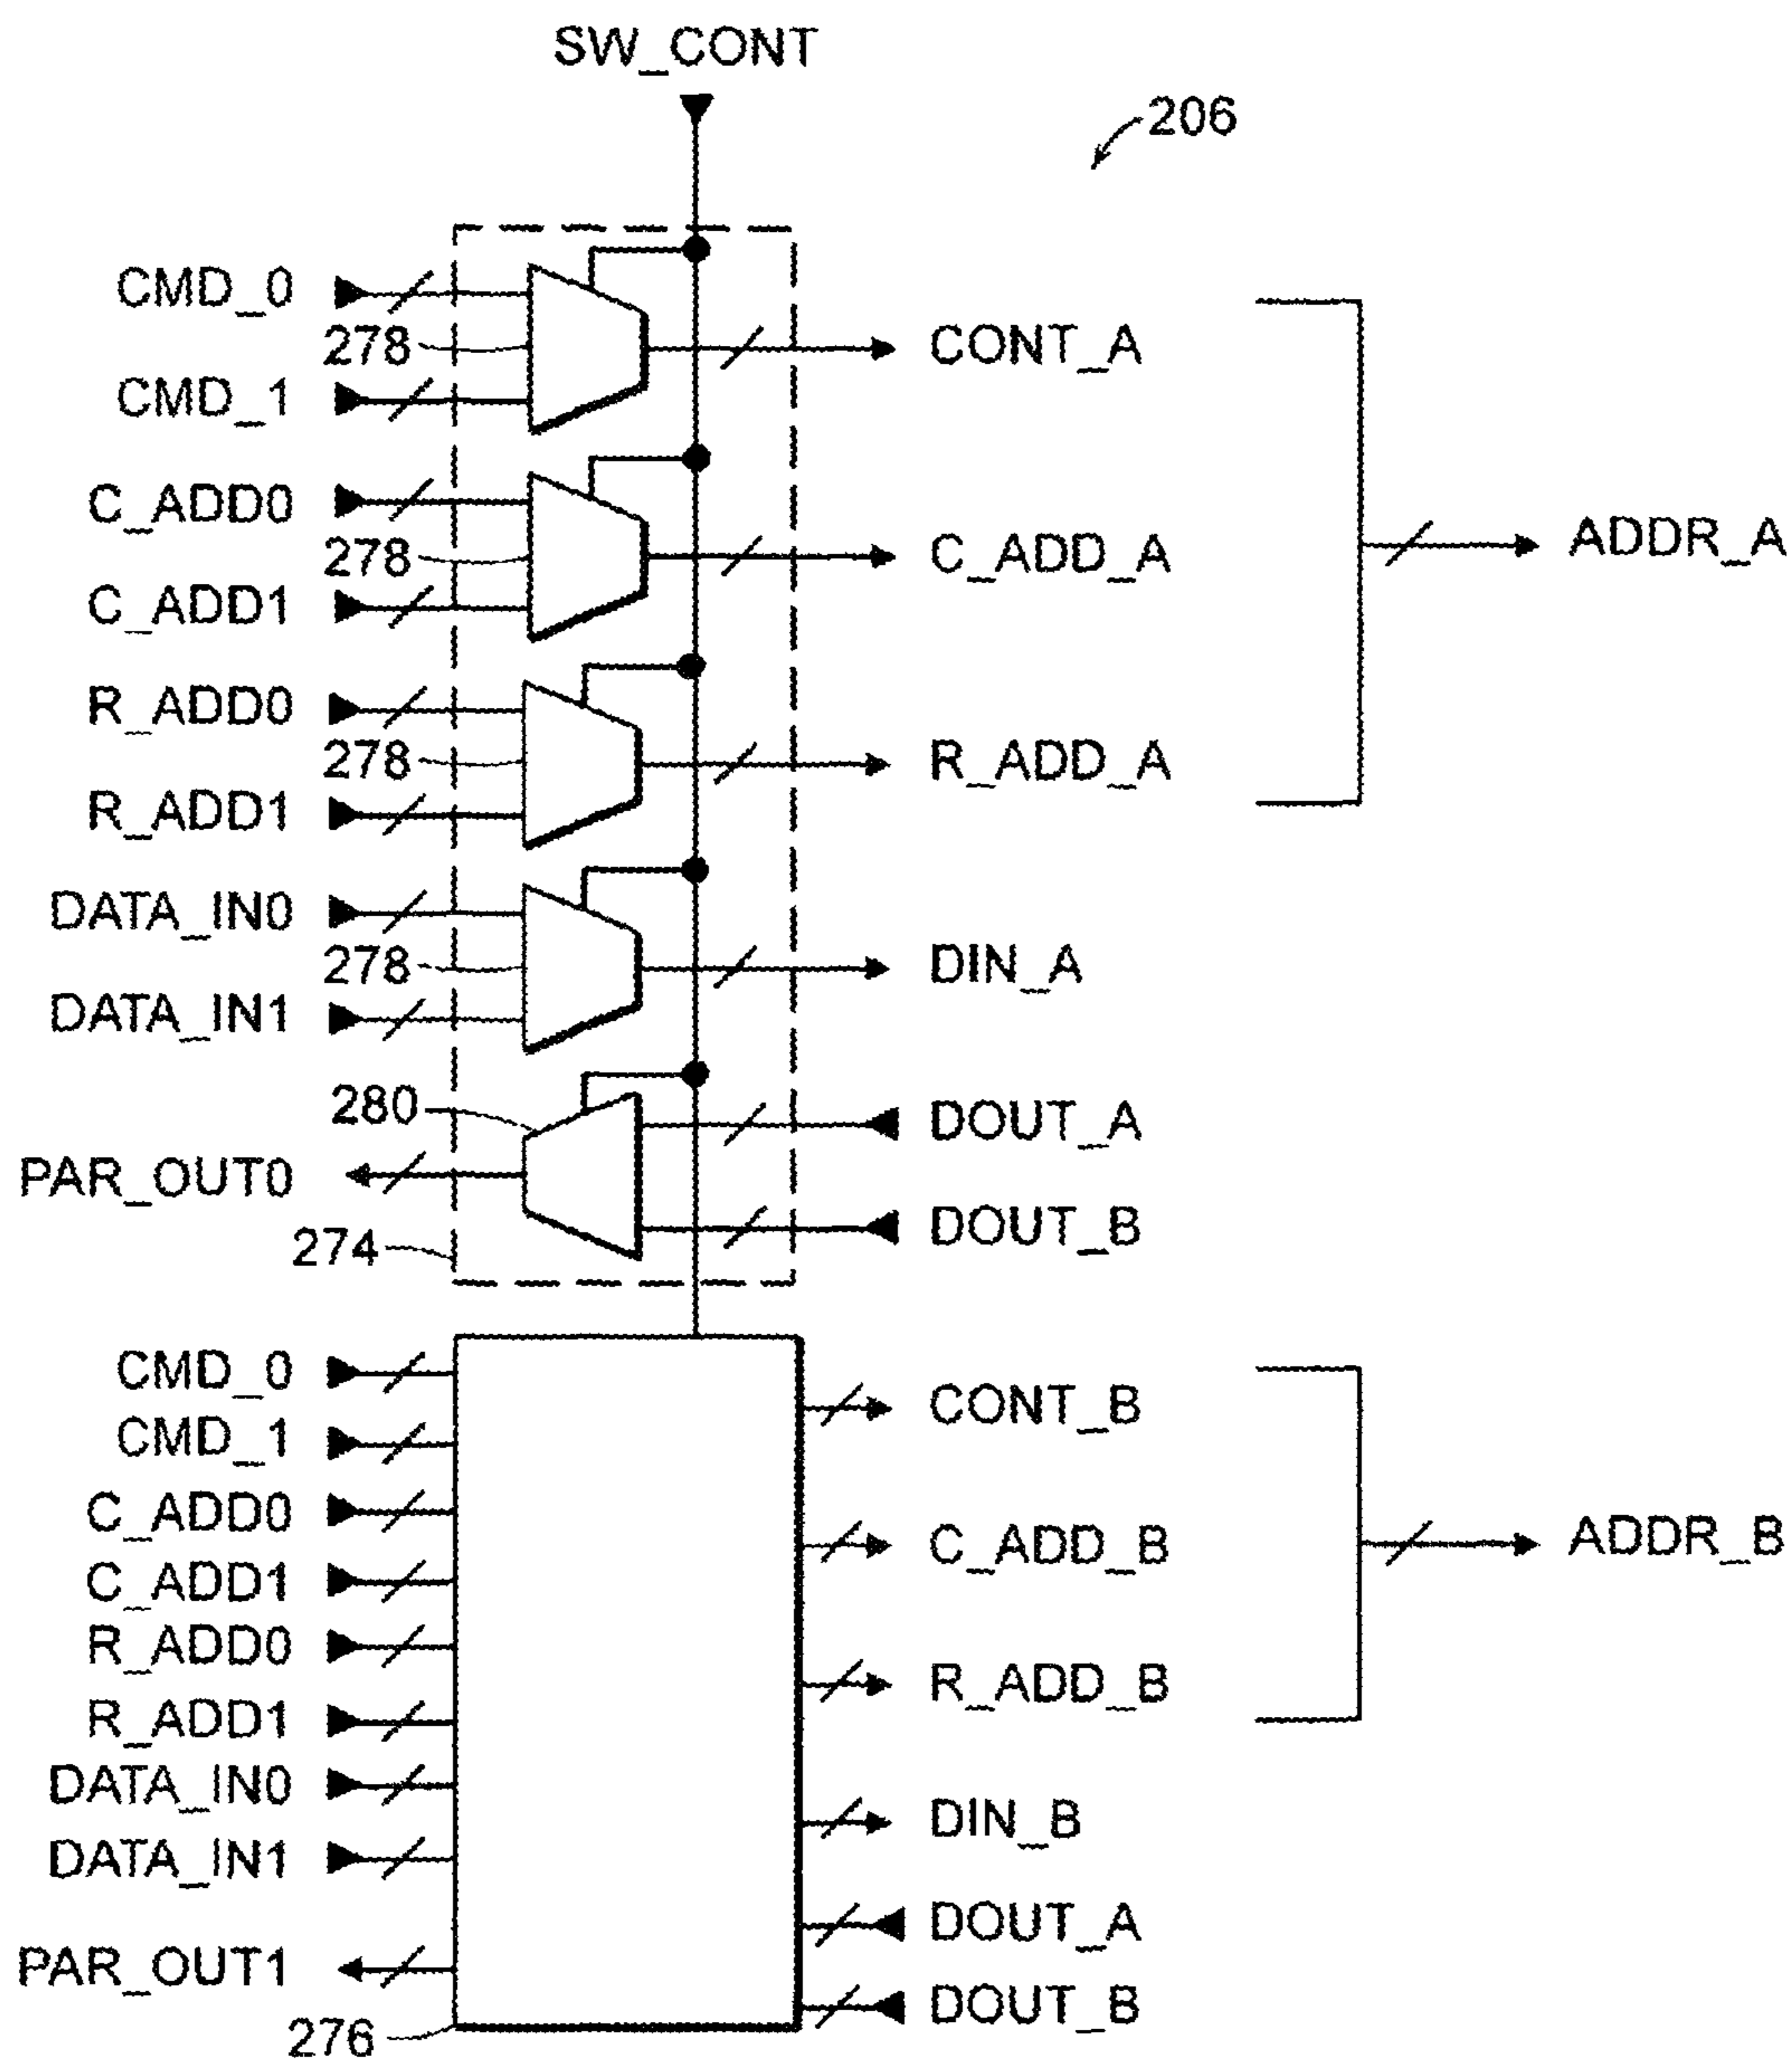 SW_CONT
206
CMD_0
278
CONT_A
CMD_1
C_ADD0
278
C_ADD_A
ADDR_A
C_ADD1
R_ADD0
278
R_ADD_A
R_ADD1
DATA_IN0
278
DIN_A
DATA_IN1
280
DOUT_A
PAR_OUT0
DOUT_B
274
CMD_0
CONT_B
CMD_1
C_ADD0
C_ADD_B
ADDR_B
C_ADD1
R_ADD0
R_ADD_B
R_ADD1
DATA_IN0
DIN_B
DATA_IN1
DOUT_A
PAR_OUT1
DOUT_B
276